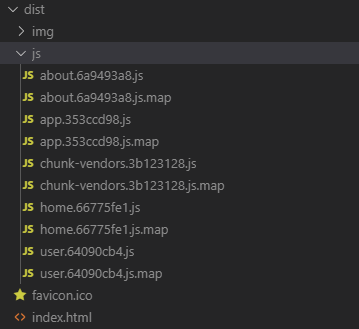 dist
img
js
JS about.6a9493a8.js
JS about.6a9493a8.js.map
JS app.353ccd98.js
JS app.353ccd98.js.map
JS chunk-vendors.3b123128.js
JS chunk-vendors.3b123128.js.map
JS home.66775fe1.js
JS home.66775fe1.js.map
JS user.64090cb4.js
JS user.64090cb4.js.map
favicon.ico
index.html